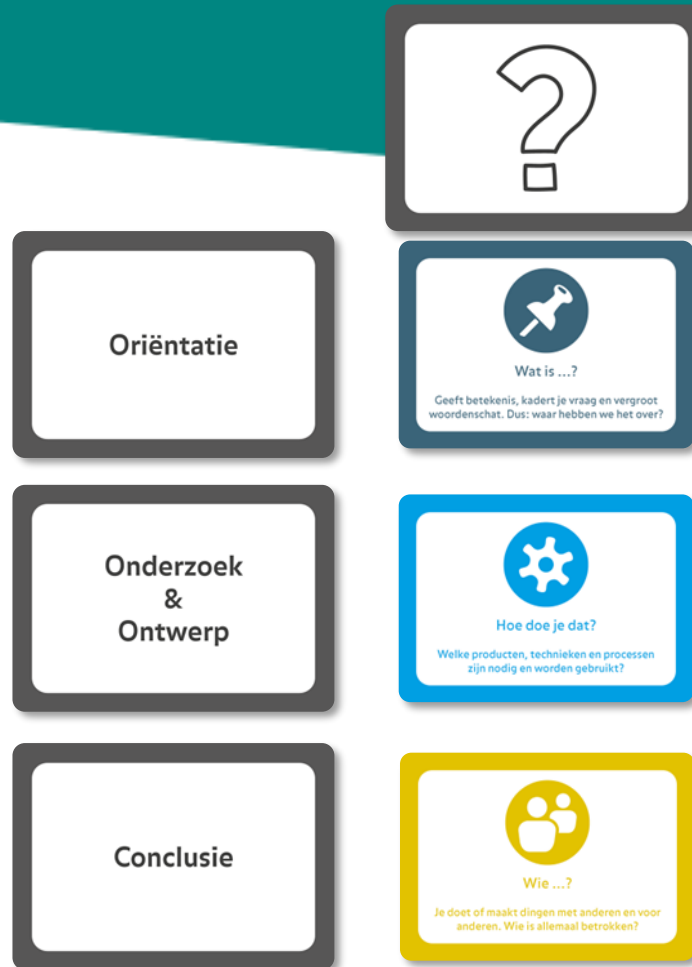 ?
Oriëntatie
Wat is ...?
Geeft betekenis, kadert je vraag en vergroot
woordenschat. Dus: waar hebben we het over?
Onderzoek
&
Ontwerp
Hoe doe je dat?
Welke producten, technieken en processen
zijn nodig en worden gebruikt?
Conclusie
Wie ...?
Je doet of maakt dingen met anderen en voor
anderen. Wie is allemaal betrokken?